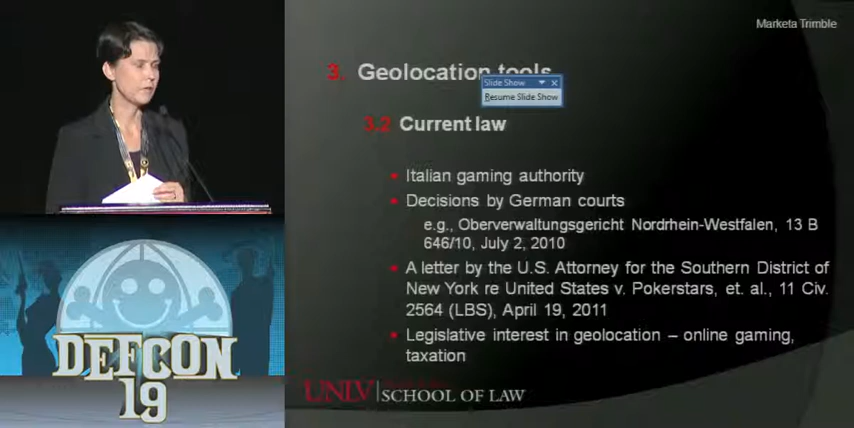 Marketa Trimble
3. Geolocation tools
Slide Show
Resume Slide Show
3.2 Current law
• Italian gaming authority
• Decisions by German courts
e.g., Oberverwaltungsgericht Nordrhein-Westfalen, 13 B
646/10, July 2, 2010
• A letter by the U.S. Attorney for the Southern District of
New York re United States v. Pokerstars, et. al., 11 Civ.
2564 (LBS), April 19, 2011
• Legislative interest in geolocation – online gaming,
taxation
DEFCON
19
UNLV SCHOOL OF LAW